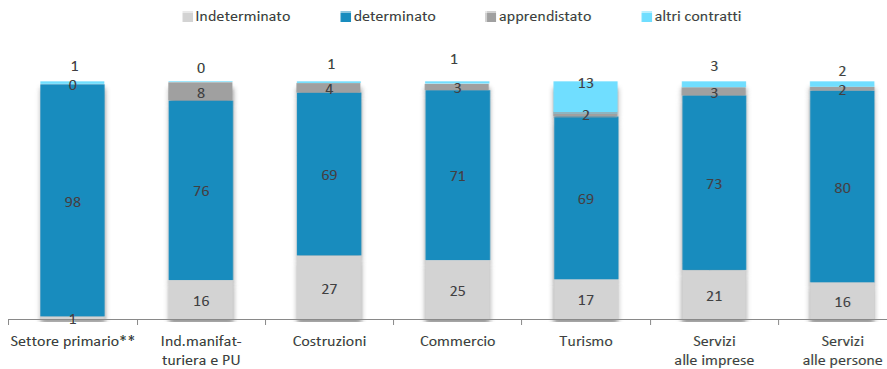 Indeterminato determinato apprendistato altri contratti
1 0 1 1 13 3 2
0 8 4 3 2 3 2
98 76 69 71 69 73 80
1 16 27 25 17 21 16
Settore primario** Ind.manifat- Costruzioni Commercio Turismo Servizi Servizi
turiera e PU alle imprese alle persone